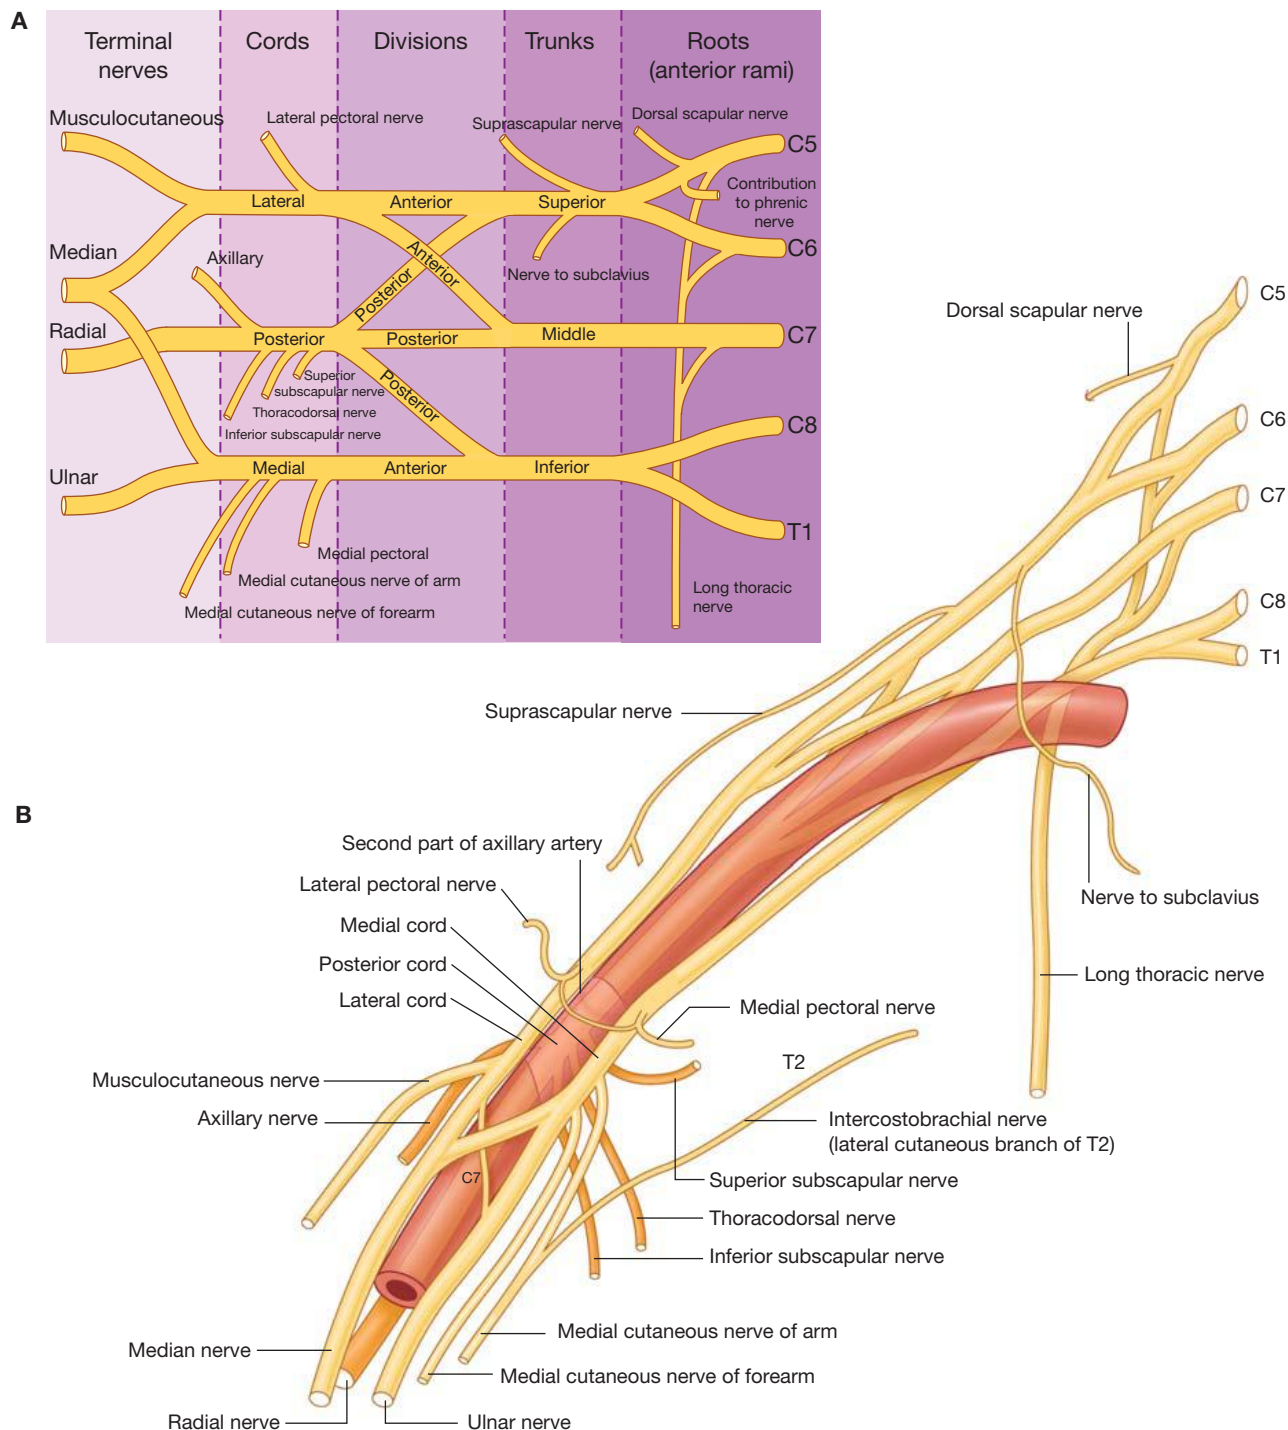 A
Terminal
nerves
Cords
Divisions
Trunks
Roots
(anterior rami)
Musculocutaneous
Lateral pectoral nerve
Suprascapular nerve
Dorsal scapular nerve
C5
Contribution
to phrenic
nerve
Lateral
Anterior
Superior
Median
Axillary
Anterior
Posterior
Nerve to subclavius
C6
Radial
Posterior
Posterior
Middle
C7
Superior
subscapular nerve
Thoracodorsal nerve
Inferior subscapular nerve
Posterior
C8
Ulnar
Medial
Anterior
Inferior
T1
Medial pectoral
Medial cutaneous nerve of arm
Medial cutaneous nerve of forearm
Long thoracic
nerve
B
Dorsal scapular nerve
C5
C6
C7
C8
T1
Suprascapular nerve
Second part of axillary artery
Lateral pectoral nerve
Medial cord
Posterior cord
Lateral cord
Nerve to subclavius
Long thoracic nerve
Medial pectoral nerve
T2
Musculocutaneous nerve
Axillary nerve
Intercostobrachial nerve
(lateral cutaneous branch of T2)
C7
Superior subscapular nerve
Thoracodorsal nerve
Inferior subscapular nerve
Medial cutaneous nerve of arm
Median nerve
Medial cutaneous nerve of forearm
Radial nerve
Ulnar nerve